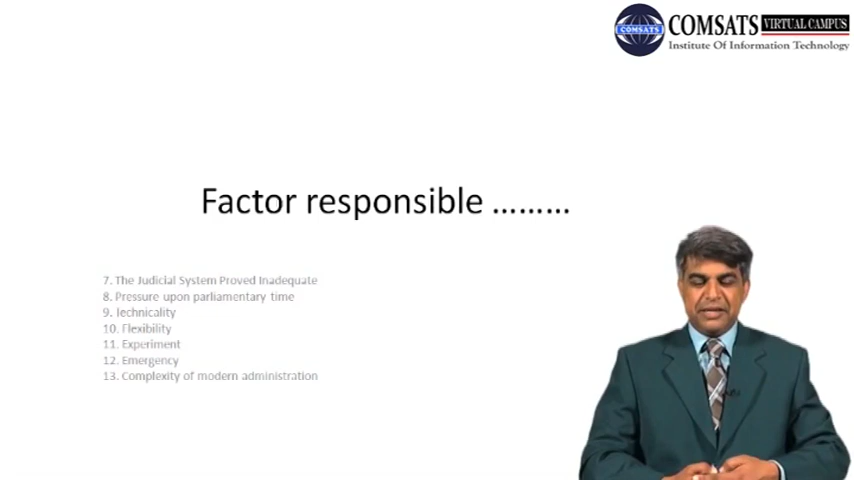 COMSATS VIRTUAL CAMPUS
COMSATS Institute Of Information Technology
Factor responsible ………
7. The Judicial System Proved Inadequate
8. Pressure upon parliamentary time
9. Technicality
10. Flexibility
11. Experiment
12. Emergency
13. Complexity of modern administration